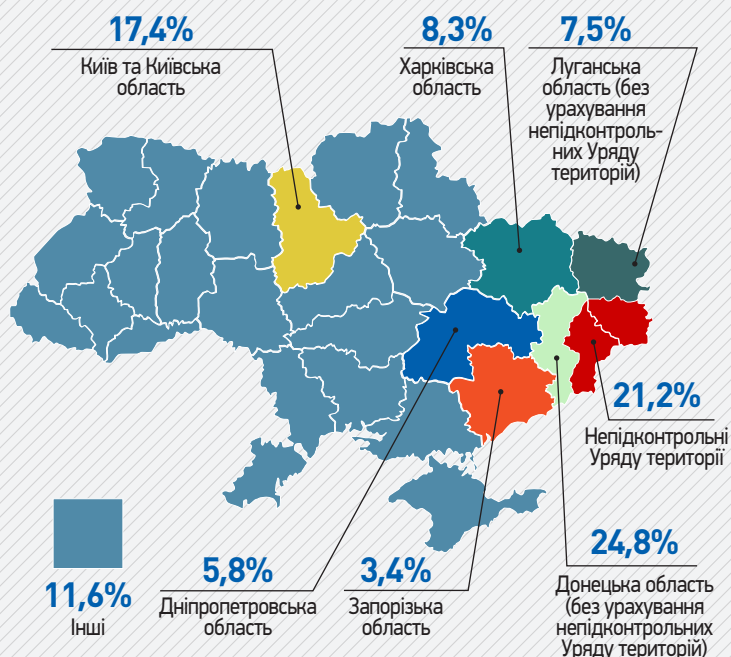 17,4%
Київ та Київська
область
8,3%
Харківська
область
7,5%
Луганська
область (без
урахування
непідконтроль-
них Уряду
територій)
21,2%
Непідконтрольні
Уряду території
24,8%
Донецька область
(без урахування
непідконтрольних
Уряду територій)
3,4%
Запорізька
область
5,8%
Дніпропетровська
область
11,6%
Інші